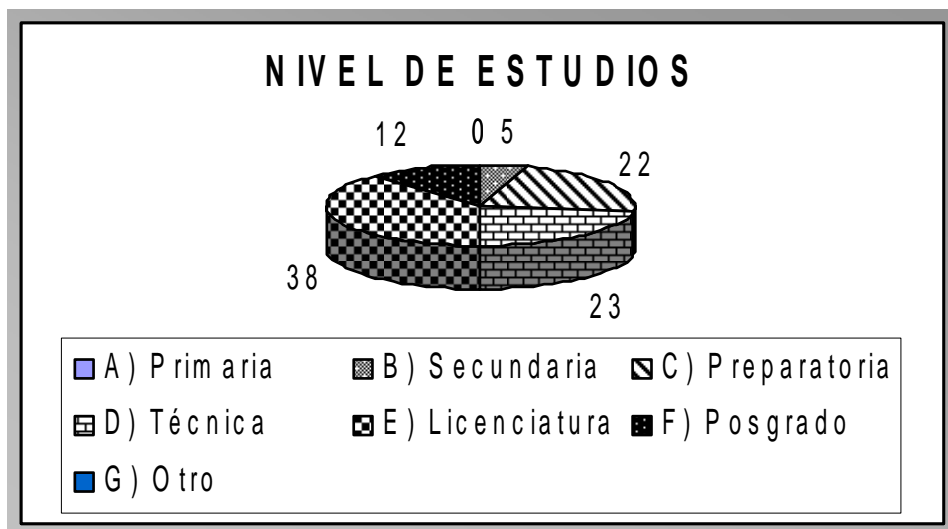 NIVEL DE ESTUDIOS
12 0 5
22
38
23
A) Primaria B) Secundaria C) Preparatoria
D) Técnica E) Licenciatura F) Posgrado
G) Otro